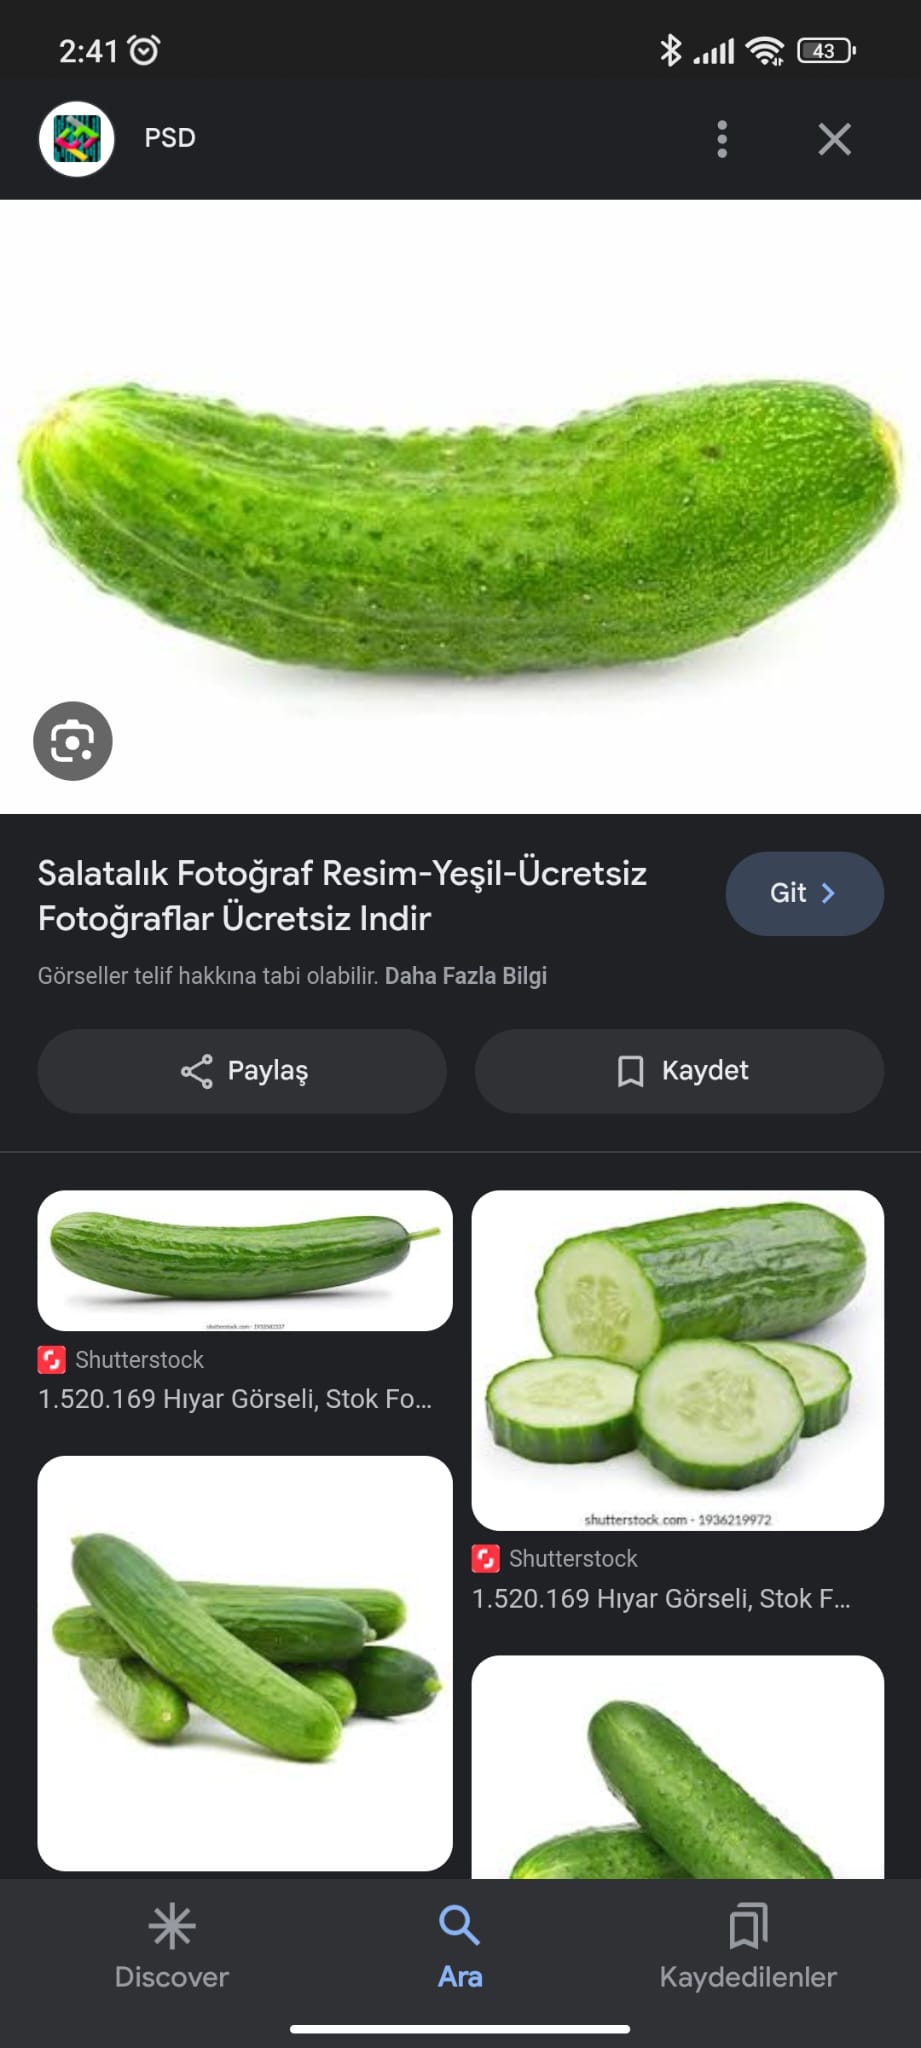 2:41
43
PSD
Salatalık Fotoğraf Resim-Yeşil-Ücretsiz
Fotoğraflar Ücretsiz Indir
Git
Görseller telif hakkına tabi olabilir. Daha Fazla Bilgi
Paylaş
Kaydet
Shutterstock
1.520.169 Hıyar Görseli, Stok Fo...
shutterstock.com · 1936219972
Shutterstock
1.520.169 Hıyar Görseli, Stok F...
Discover
Ara
Kaydedilenler